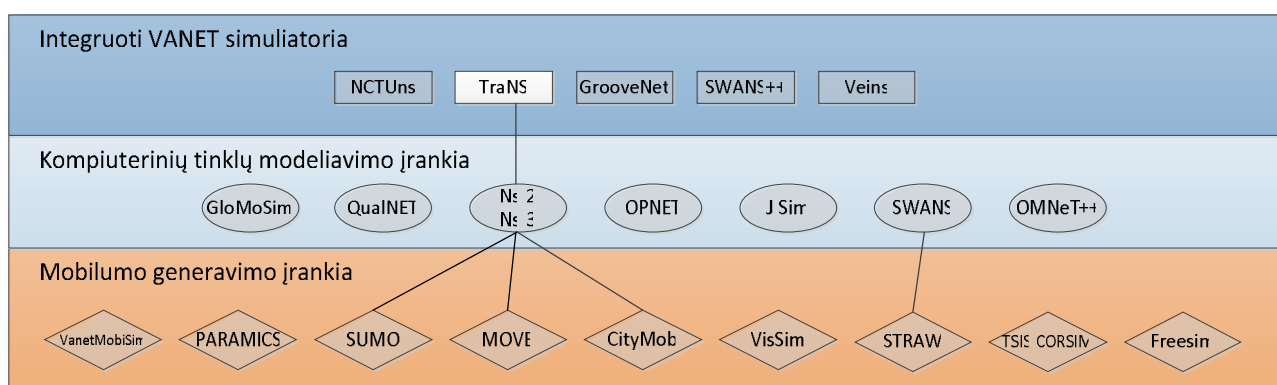 Integruoti VANET simuliatoria
NCTUns
TraNS
GrooveNet
SWANS++
Veins
Kompiuterinių tinklų modeliavimo įrankia
GloMoSim
QualNET
Ns 2
Ns 3
OPNET
J Sim
SWANS
OMNeT++
Mobilumo generavimo įrankia
VanetMobiSim
PARAMICS
SUMO
MOVE
CityMob
VisSim
STRAW
TSIS CORSIM
Freesim